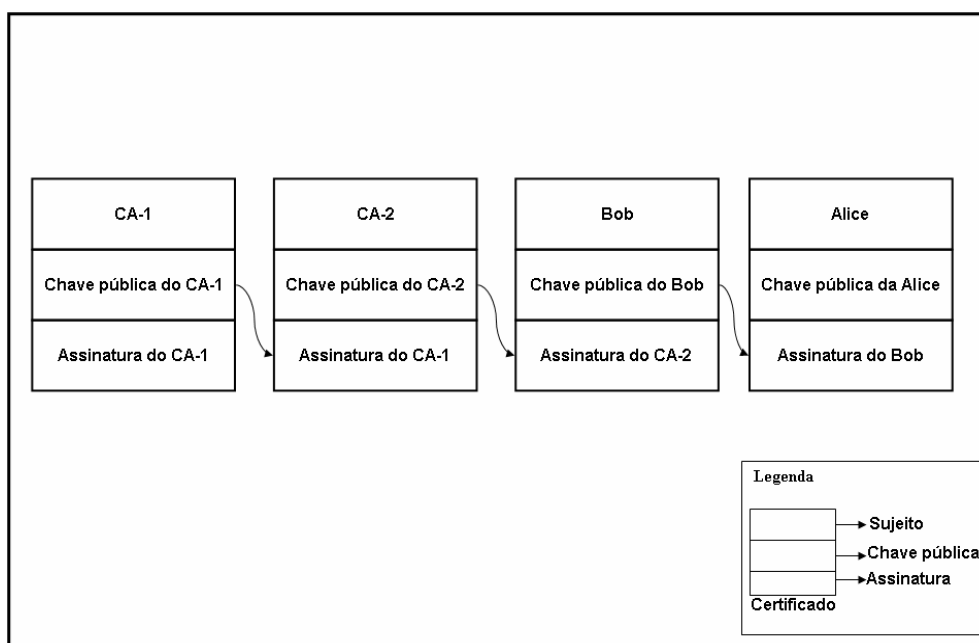 CA-1
CA-2
Bob
Alice
Chave pública do CA-1
Chave pública do CA-2
Chave pública do Bob
Chave pública da Alice
Assinatura do CA-1
Assinatura do CA-1
Assinatura do CA-2
Assinatura do Bob
Legenda
Sujeito
Chave pública
Assinatura
Certificado